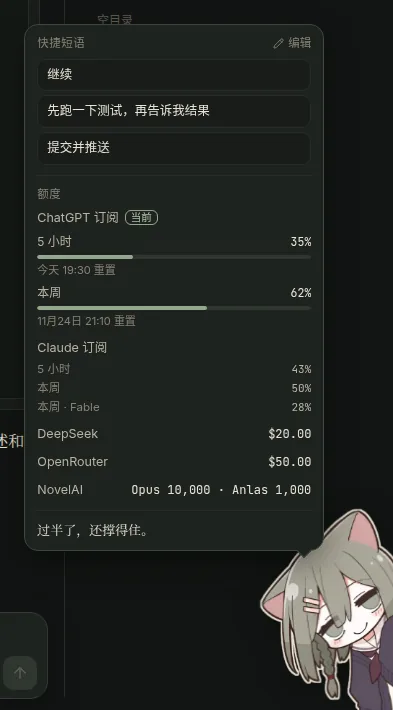 空目录
快捷短语 编辑
继续
先跑一下测试，再告诉我结果
提交并推送
额度
ChatGPT 订阅 当前
5 小时 35%
今天 19:30 重置
本周 62%
11月24日 21:10 重置
Claude 订阅
5 小时 43%
本周 50%
本周 · Fable 28%
述和
DeepSeek $20.00
OpenRouter $50.00
NovelAI Opus 10,000 · Anlas 1,000
过半了，还撑得住。